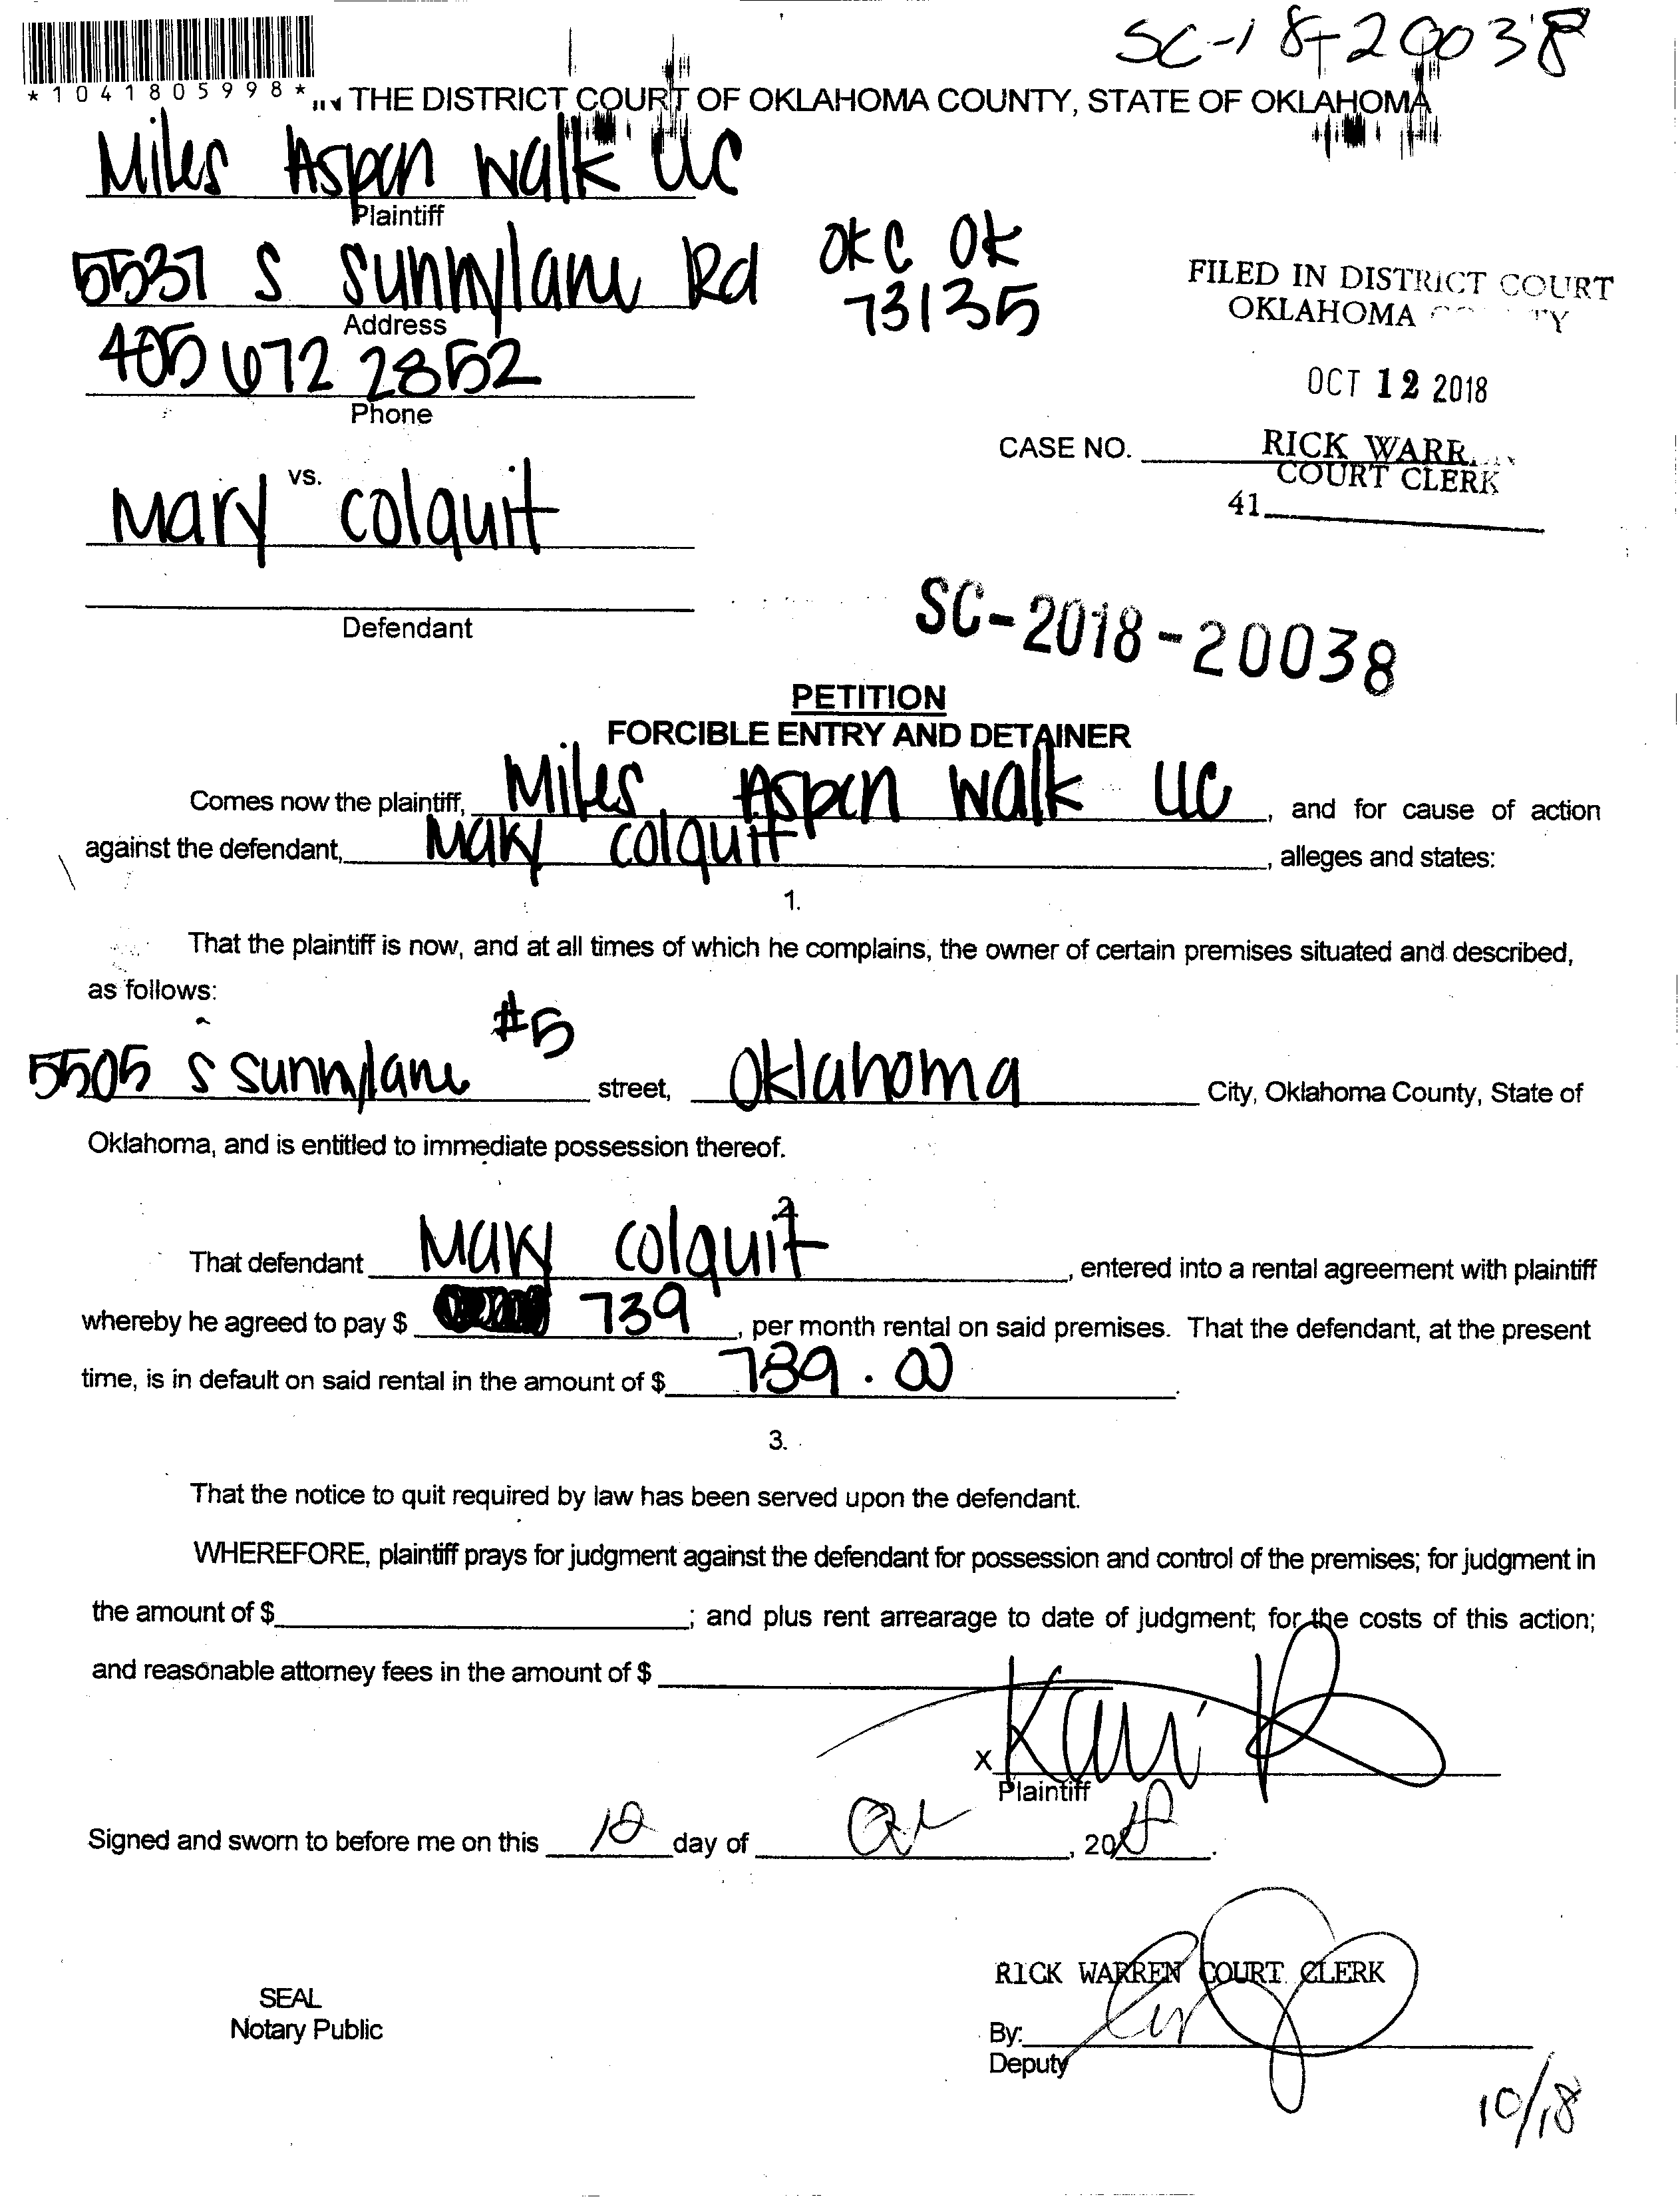 SC-18-20038
*1041805998*
IN THE DISTRICT COURT OF OKLAHOMA COUNTY, STATE OF OKLAHOMA
Miles Aspen Walk LLC
Plaintiff
5537 S Sunnylane Rd OKC OK
73135
Address
405 672 2852
Phone
FILED IN DISTRICT COURT
OKLAHOMA
OCT 12 2018
RICK WARR
COURT CLERK
41
CASE NO.
vs.
Mary Colquit
Defendant
SC-2018-20038
PETITION
FORCIBLE ENTRY AND DETAINER
Comes now the plaintiff, Miles Aspen Walk LLC, and for cause of action
against the defendant, Mary Colquit, alleges and states:
1.
That the plaintiff is now, and at all times of which he complains, the owner of certain premises situated and described,
as follows:
5505 S Sunnylane #5 street, Oklahoma City, Oklahoma County, State of
Oklahoma, and is entitled to immediate possession thereof.
2
That defendant Mary Colquit, entered into a rental agreement with plaintiff
whereby he agreed to pay $ 739, per month rental on said premises. That the defendant, at the present
time, is in default on said rental in the amount of $ 739.00.
3.
That the notice to quit required by law has been served upon the defendant.
WHEREFORE, plaintiff prays for judgment against the defendant for possession and control of the premises; for judgment in
the amount of $; and plus rent arrearage to date of judgment; for the costs of this action;
and reasonable attorney fees in the amount of $
X
Plaintiff
Signed and sworn to before me on this 12 day of Oct, 2018.
RICK WARREN COURT CLERK
SEAL
Notary Public
By:
Deputy
10/18